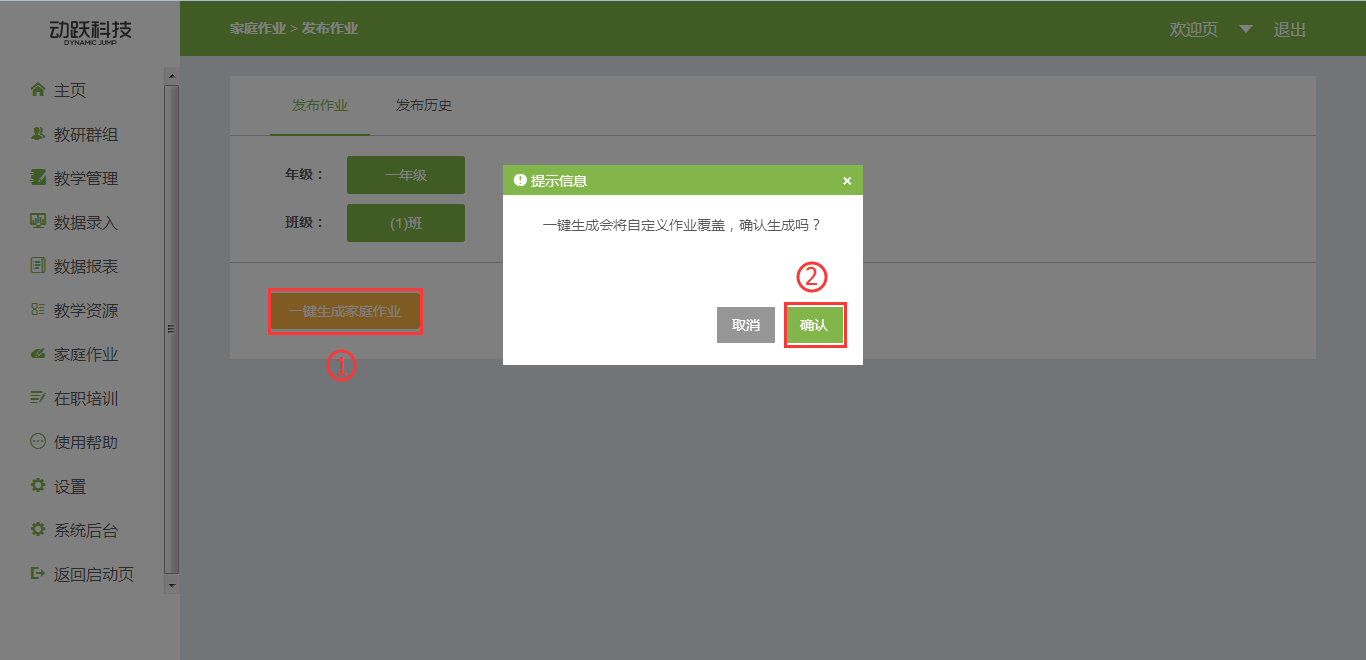 动跃科技
DYNAMIC JUMP
家庭作业 > 发布作业
欢迎页
退出
主页
教研群组
教学管理
数据录入
数据报表
教学资源
家庭作业
在职培训
使用帮助
设置
系统后台
返回启动页
发布作业
发布历史
年级：
一年级
班级：
(1)班
一键生成家庭作业
①
提示信息
×
一键生成会将自定义作业覆盖，确认生成吗？
②
取消
确认